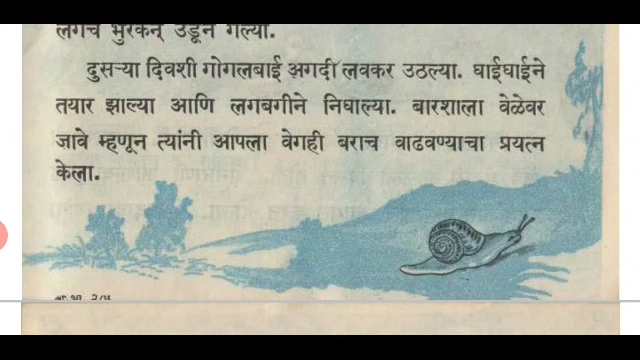 लगेच भुरकन् उडून गेल्या.
दुसऱ्या दिवशी गोगलबाई अगदी लवकर उठल्या. घाईघाईने
तयार झाल्या आणि लगबगीने निघाल्या. बारशाला वेळेवर
जावे म्हणून त्यांनी आपला वेगही बराच वाढवण्याचा प्रयत्न
केला.